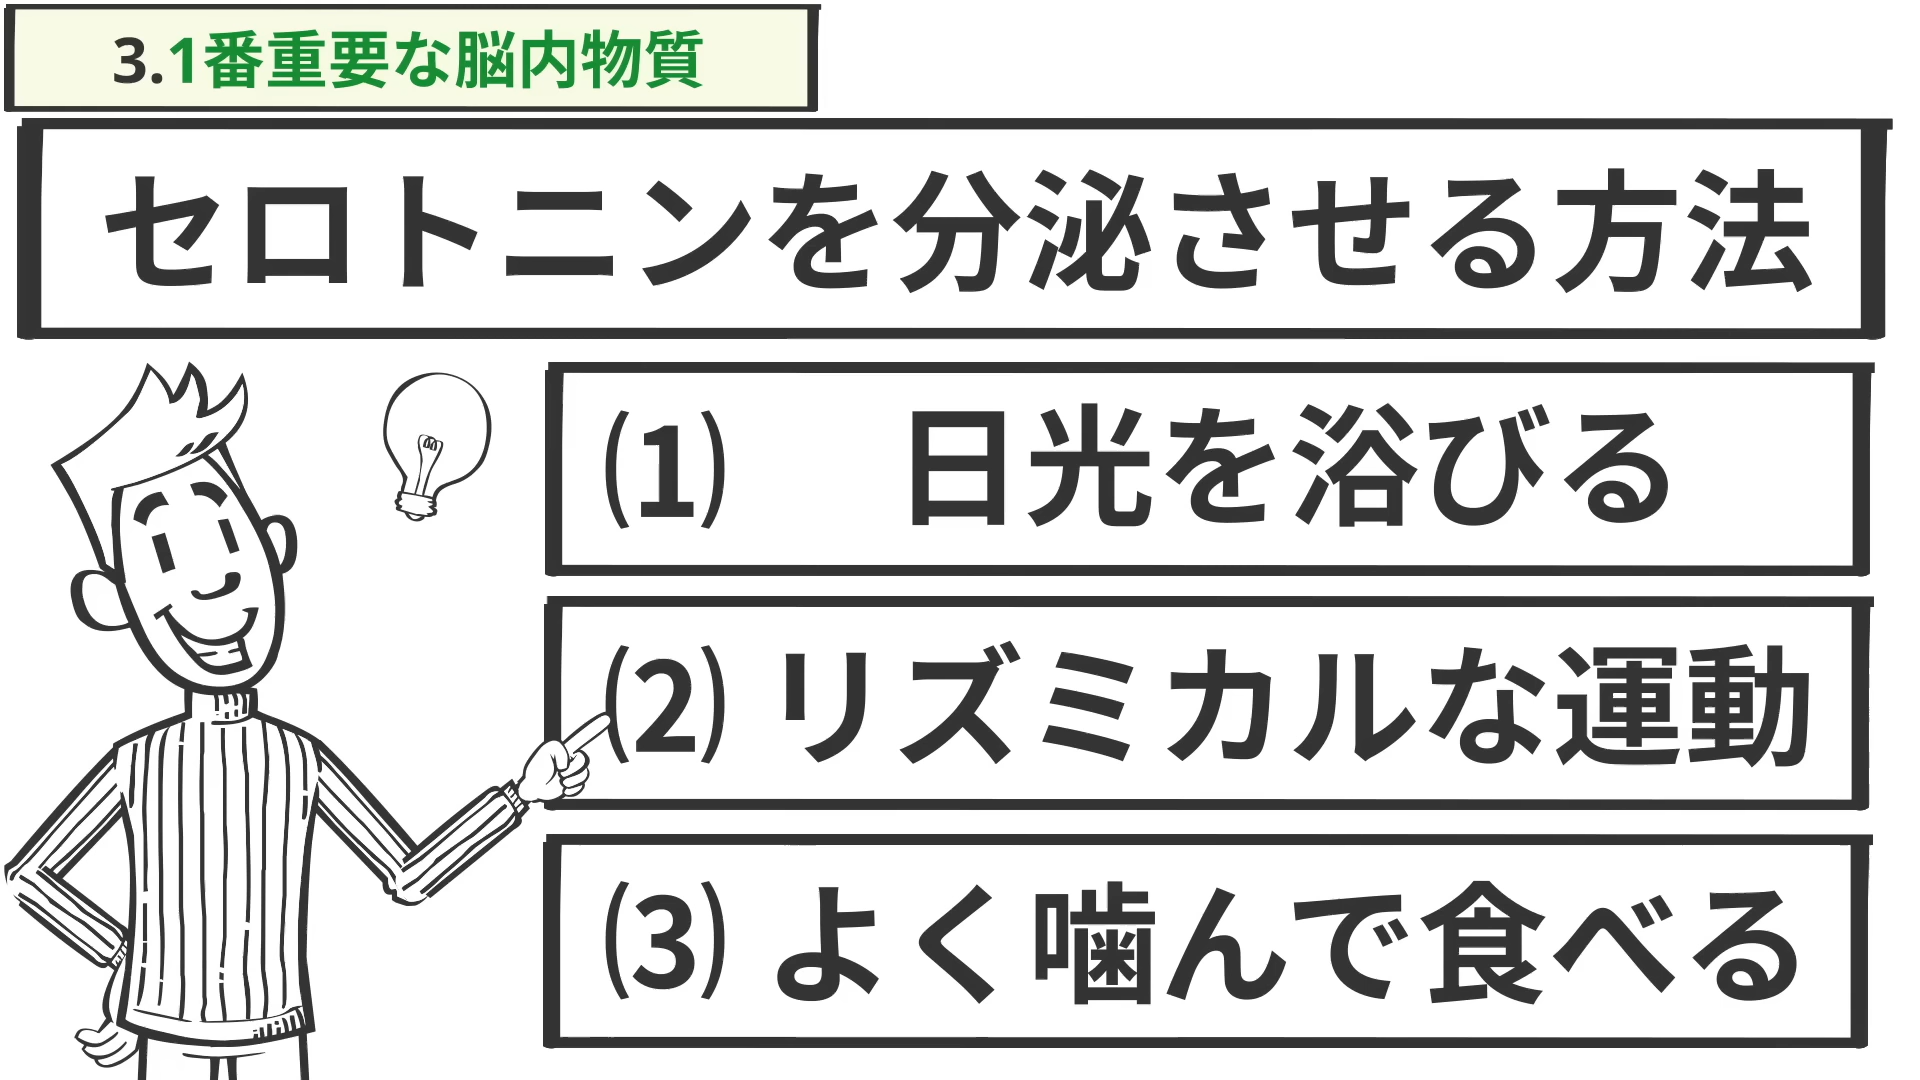 3.1番重要な脳内物質
セロトニンを分泌させる方法
(1) 日光を浴びる
(2) リズミカルな運動
(3) よく噛んで食べる